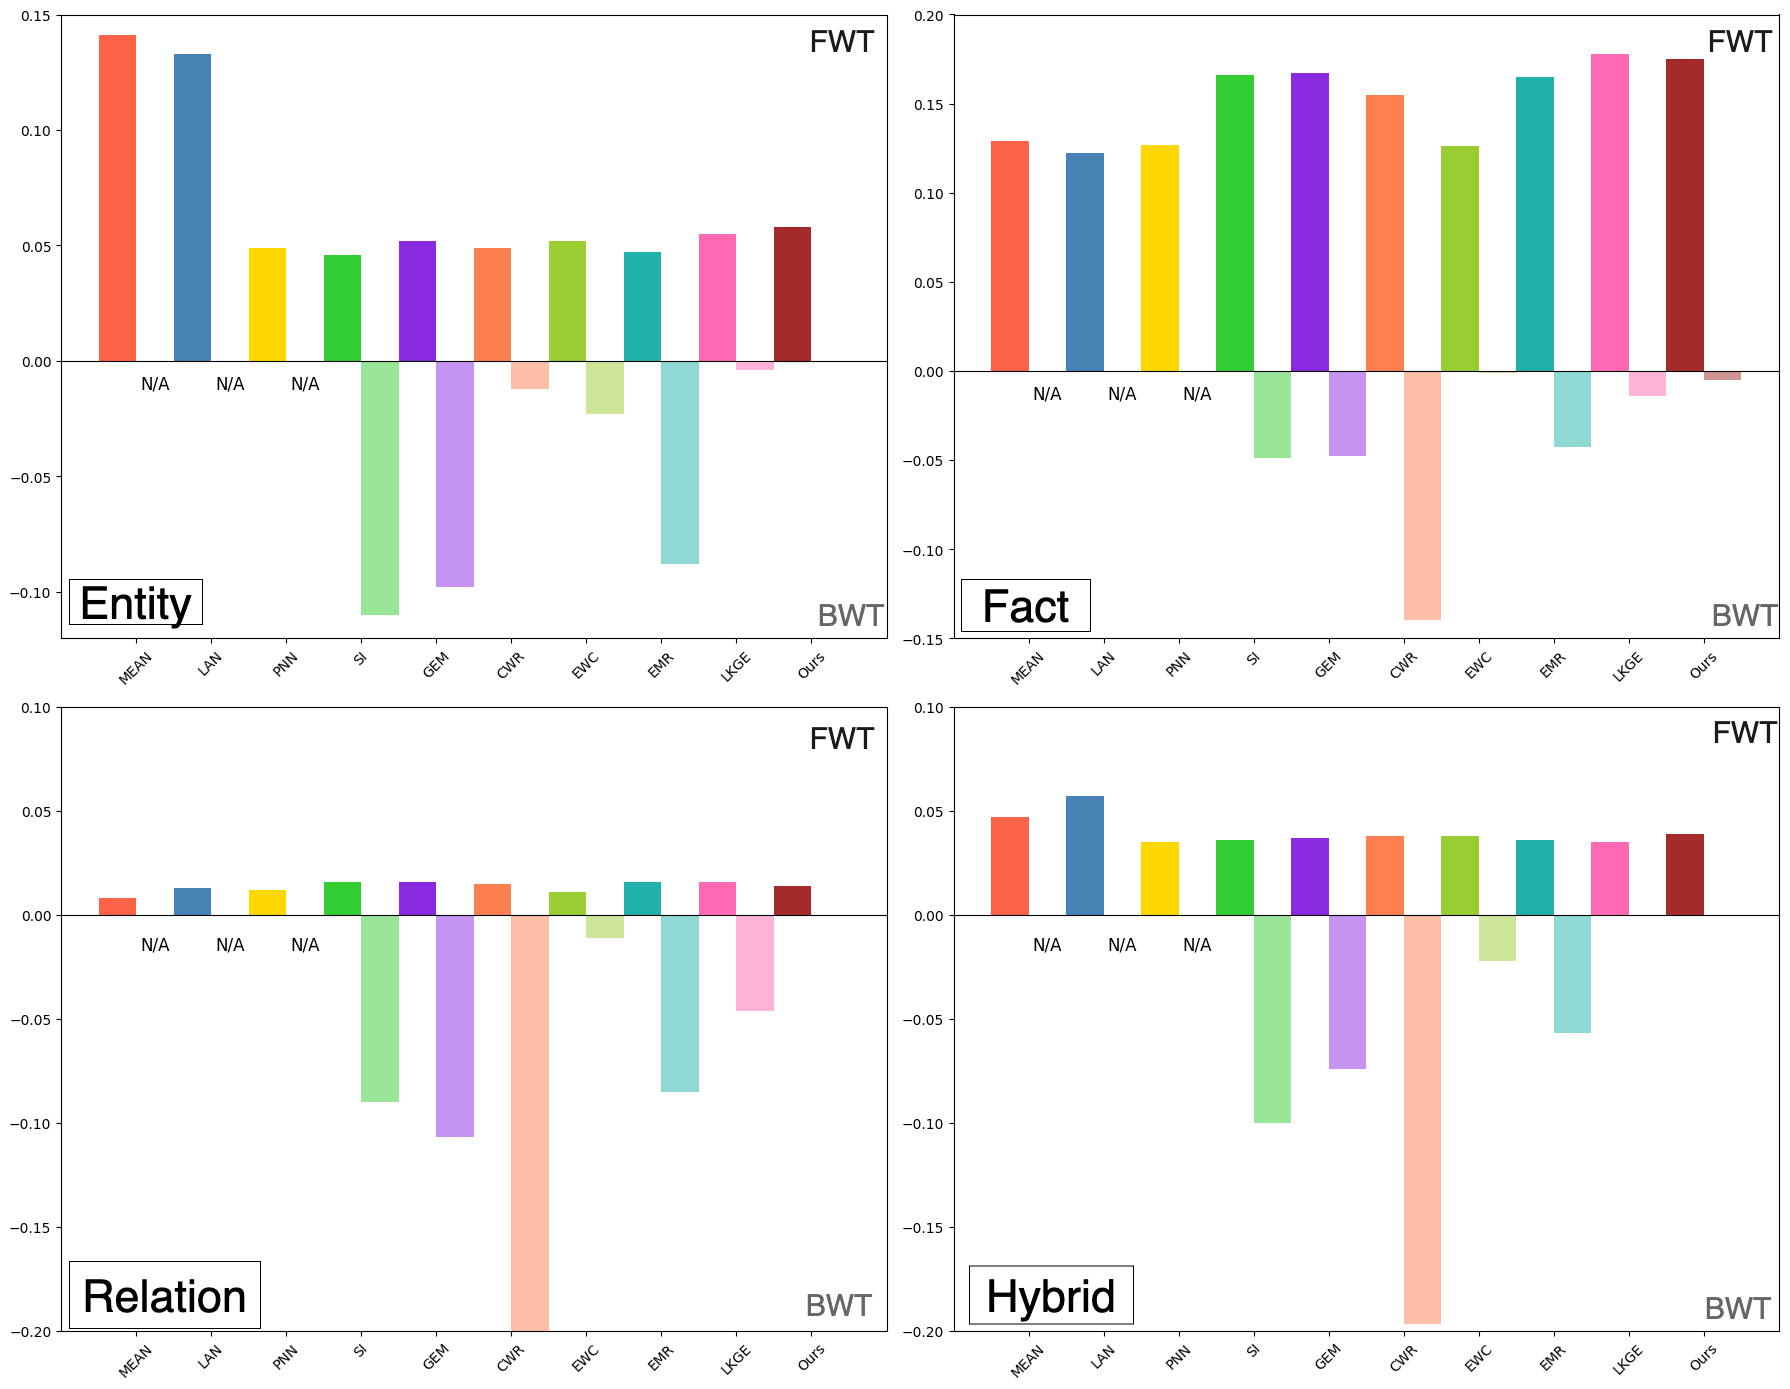 0.15
0.10
0.05
0.00
−0.05
−0.10
FWT
N/A N/A N/A
Entity
BWT
MEAN LAN PNN SI GEM CWR EWC EMR LKGE Ours
0.20
0.15
0.10
0.05
0.00
−0.05
−0.10
−0.15
FWT
N/A N/A N/A
Fact
BWT
MEAN LAN PNN SI GEM CWR EWC EMR LKGE Ours
0.10
0.05
0.00
−0.05
−0.10
−0.15
−0.20
FWT
N/A N/A N/A
Relation
BWT
MEAN LAN PNN SI GEM CWR EWC EMR LKGE Ours
0.10
0.05
0.00
−0.05
−0.10
−0.15
−0.20
FWT
N/A N/A N/A
Hybrid
BWT
MEAN LAN PNN SI GEM CWR EWC EMR LKGE Ours